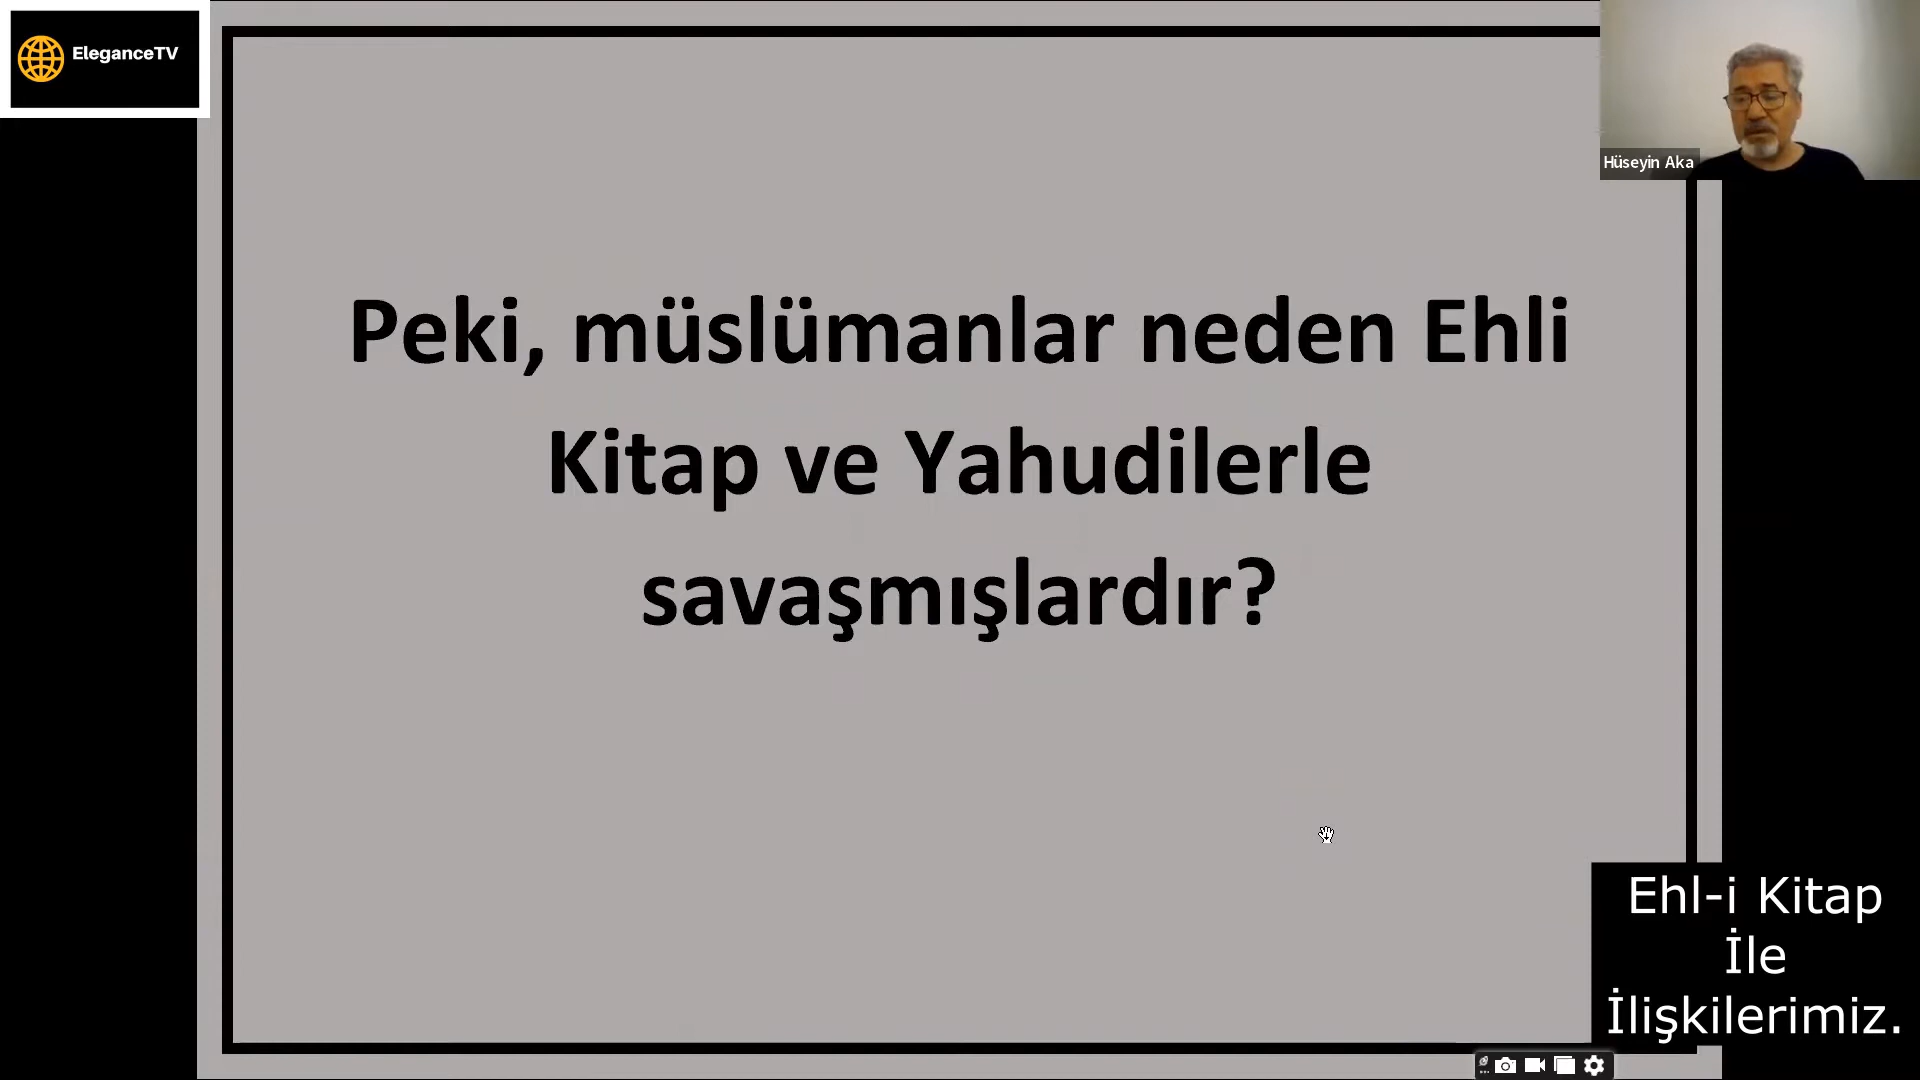 EleganceTV
Hüseyin Aka
Peki, müslümanlar neden Ehli
Kitap ve Yahudilerle
savaşmışlardır?
Ehl-i Kitap
İle
İlişkilerimiz.